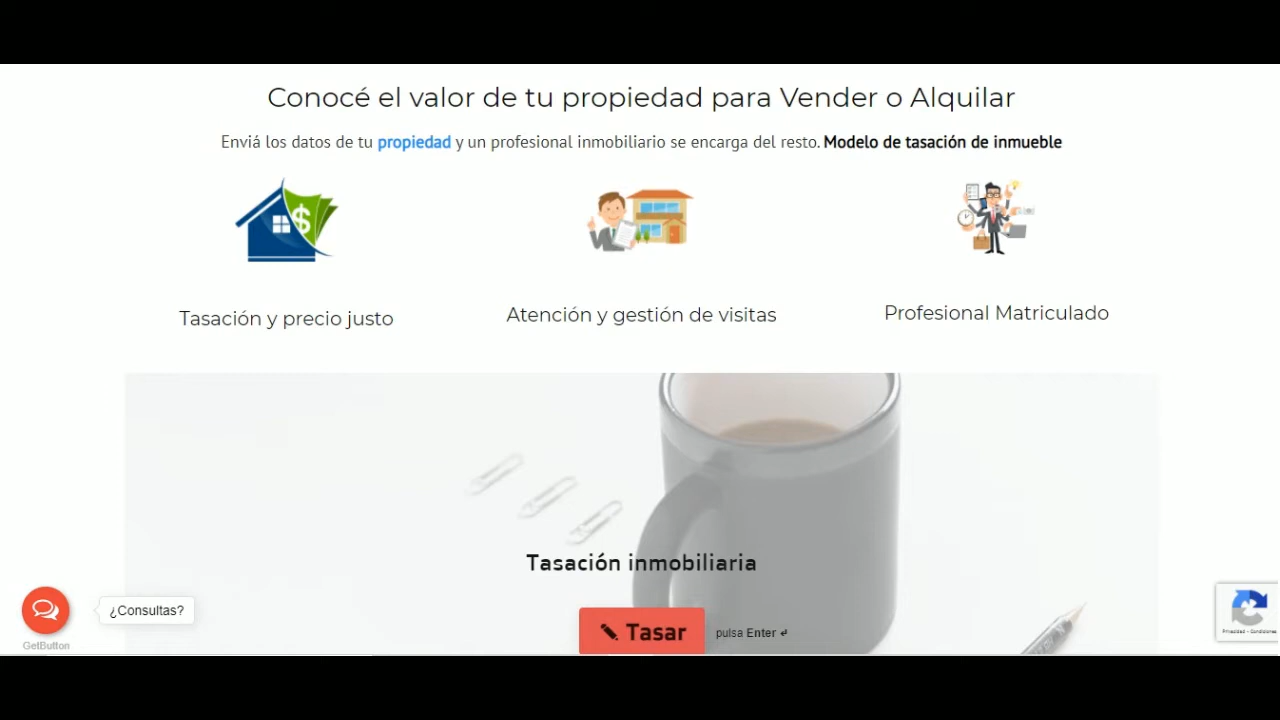 Conocé el valor de tu propiedad para Vender o Alquilar
Enviá los datos de tu propiedad y un profesional inmobiliario se encarga del resto. Modelo de tasación de inmueble
$
Tasación y precio justo
Atención y gestión de visitas
Profesional Matriculado
Tasación inmobiliaria
¿Consultas?
GetButton
Tasar
pulsa Enter ↵
Privacidad - Condiciones